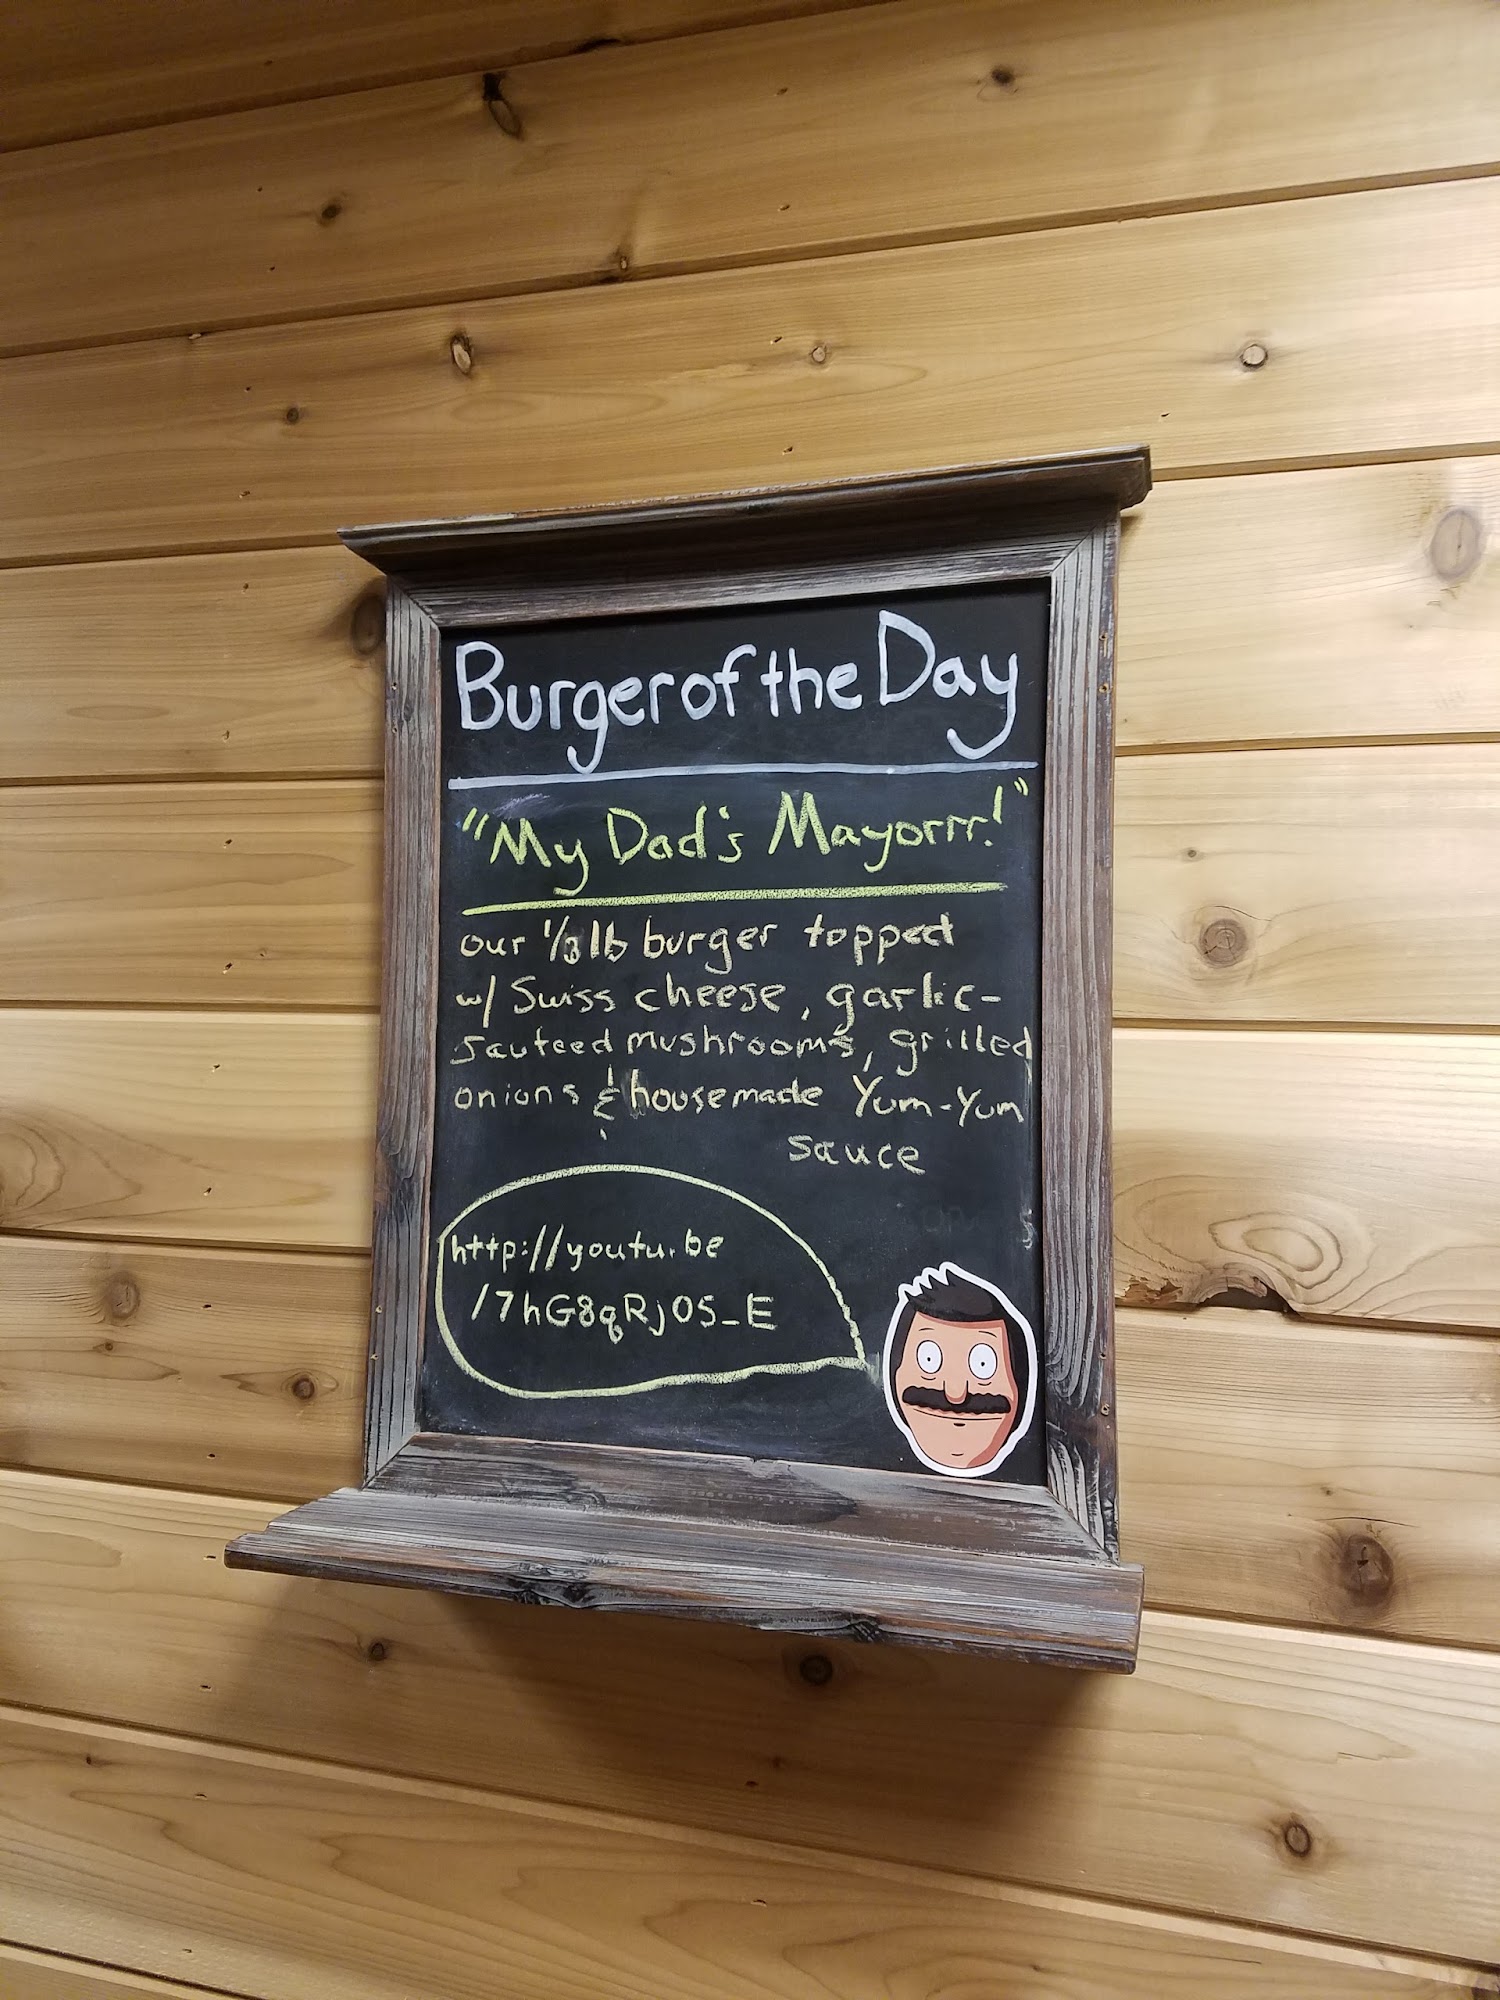 Burger of the Day
"My Dad's Mayorrr!"
our 1/3 lb burger topped
w/ Swiss cheese, garlic-
sauteed mushrooms, grilled
onions & housemade Yum-Yum
sauce
http://youtu.be
/7hG8qRjOS_E